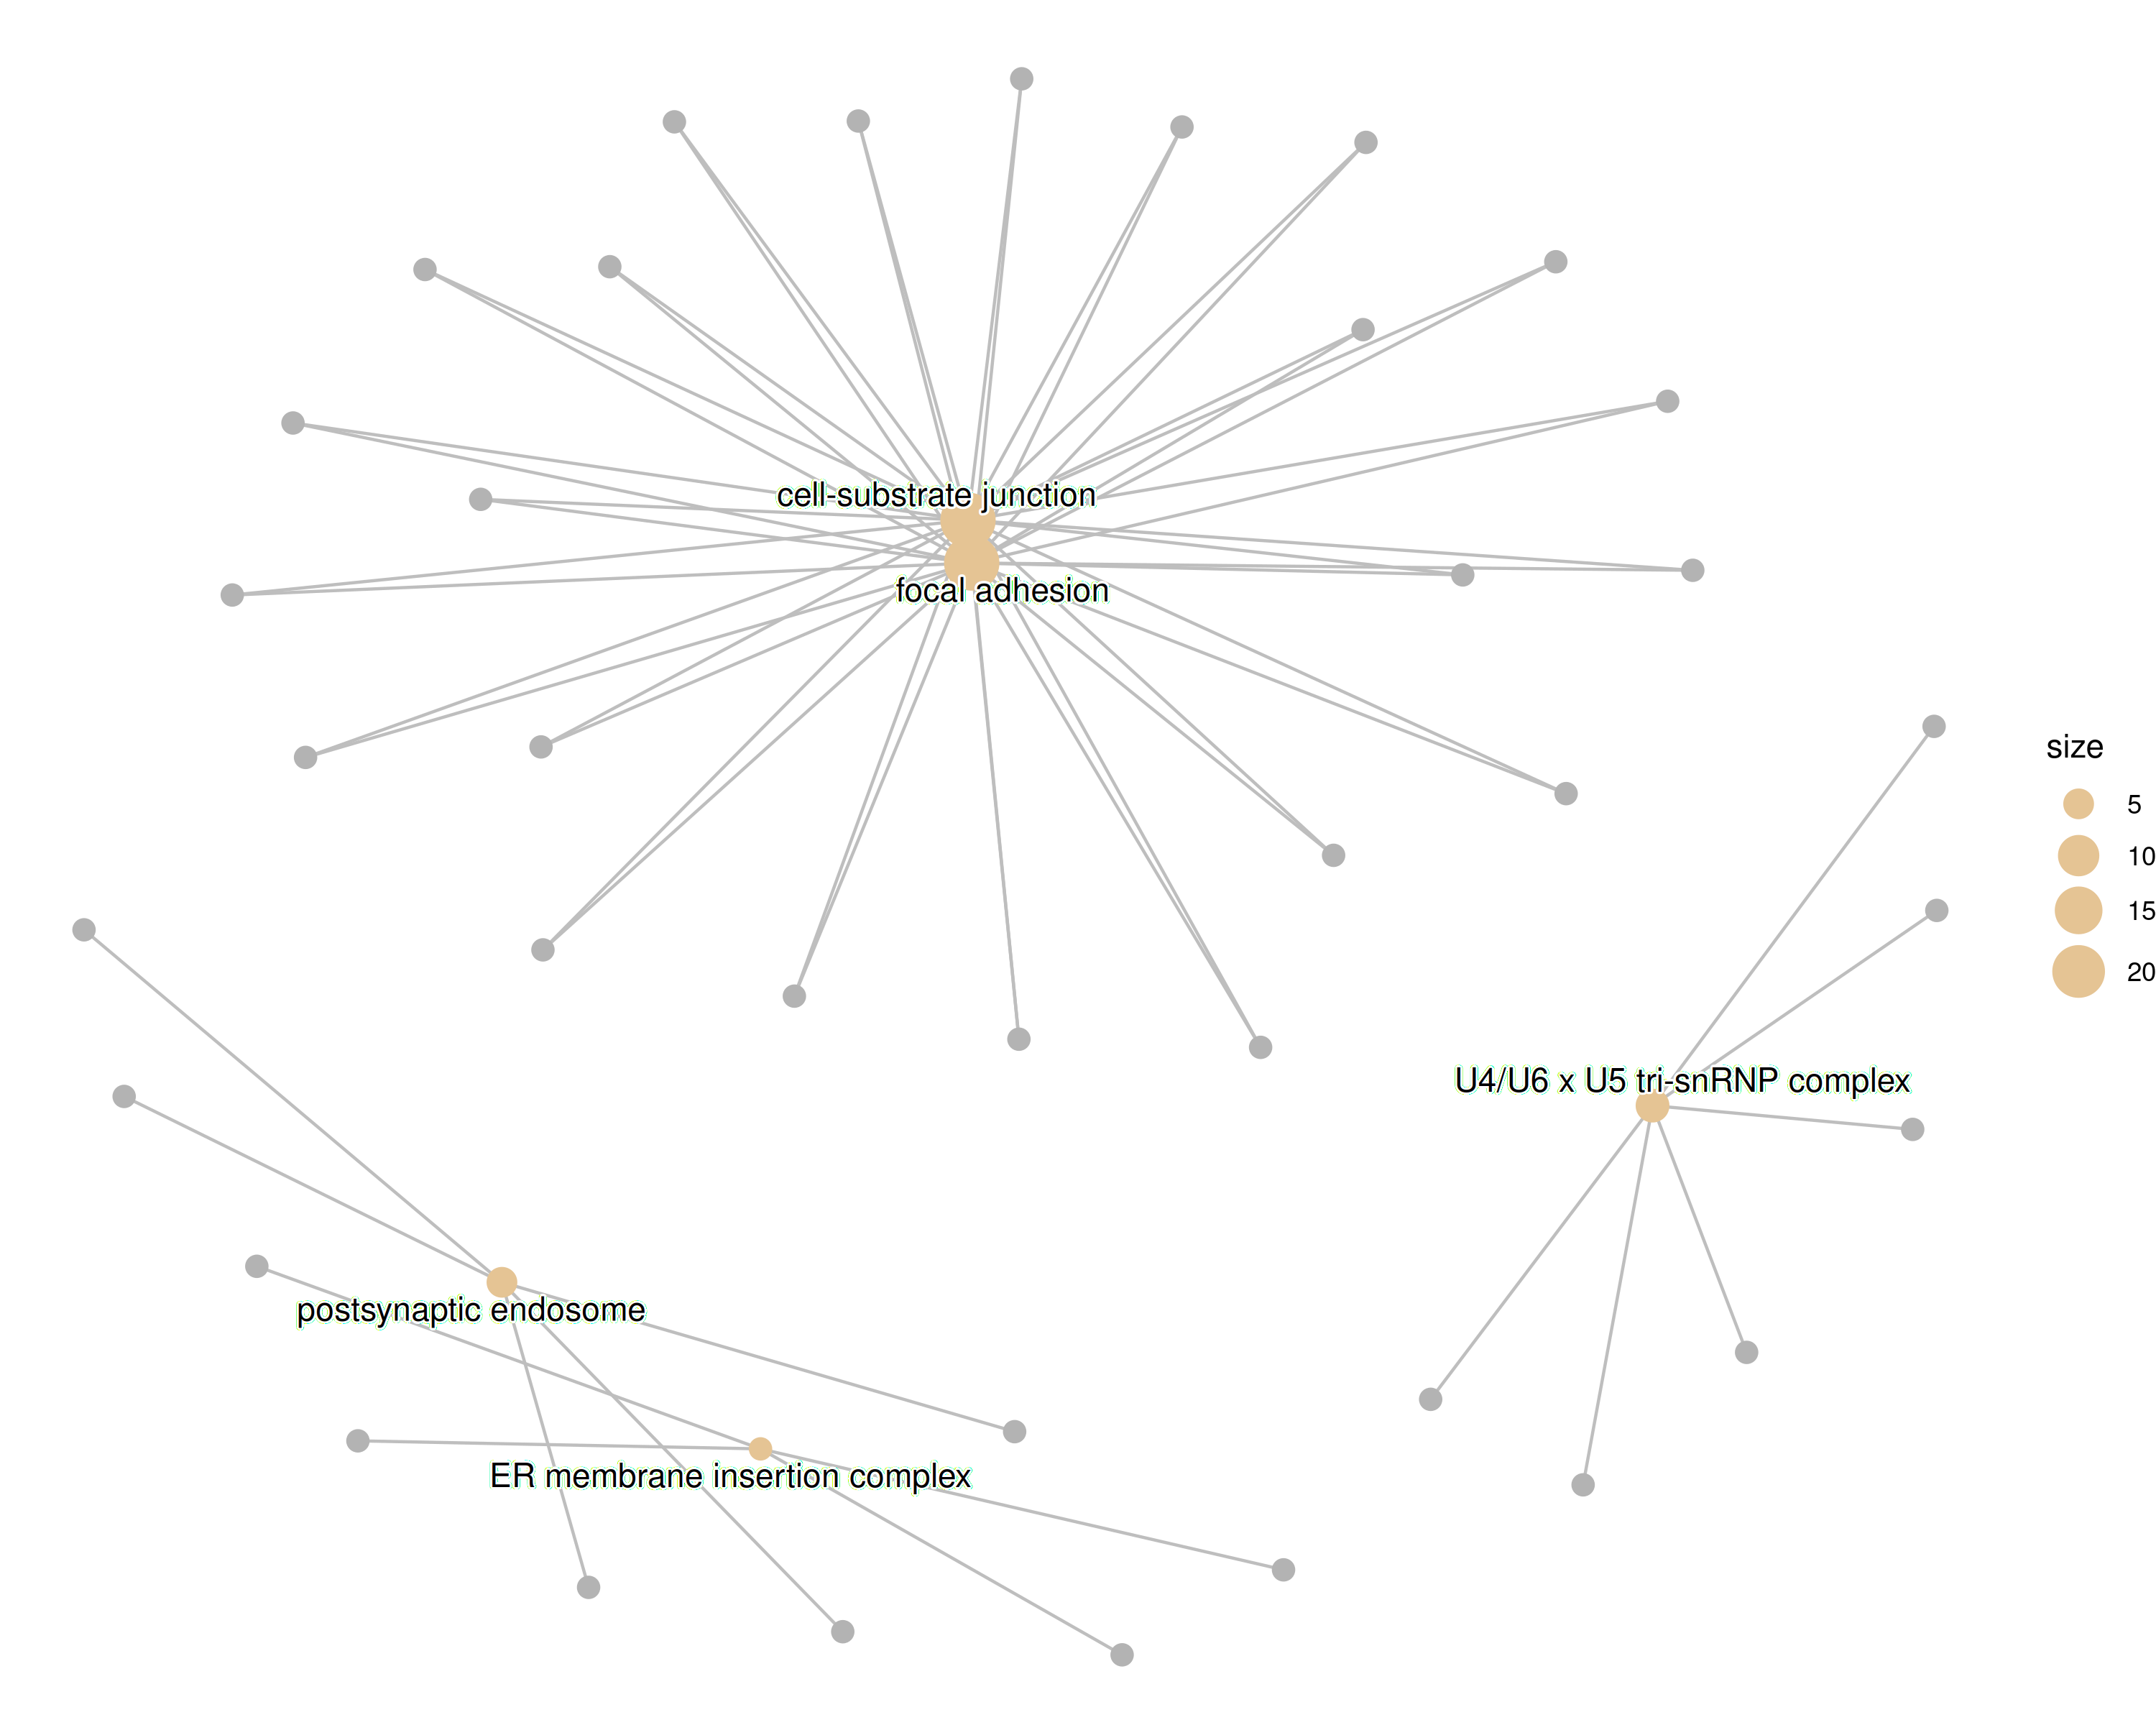 cell-substrate junction
focal adhesion
size
5
10
15
20
U4/U6 x U5 tri-snRNP complex
postsynaptic endosome
ER membrane insertion complex